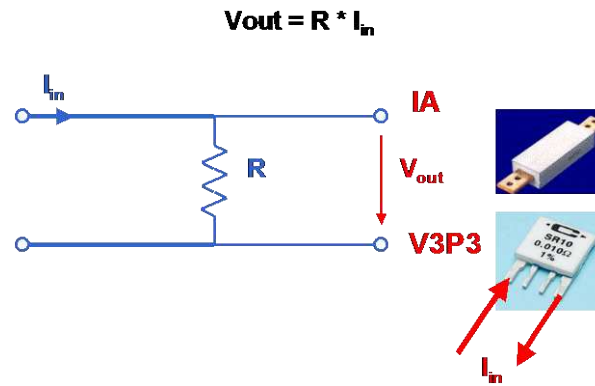 Vout = R * Iin
Iin
IA
R
Vout
V3P3
SR10
0.010Ω
1%
Iin